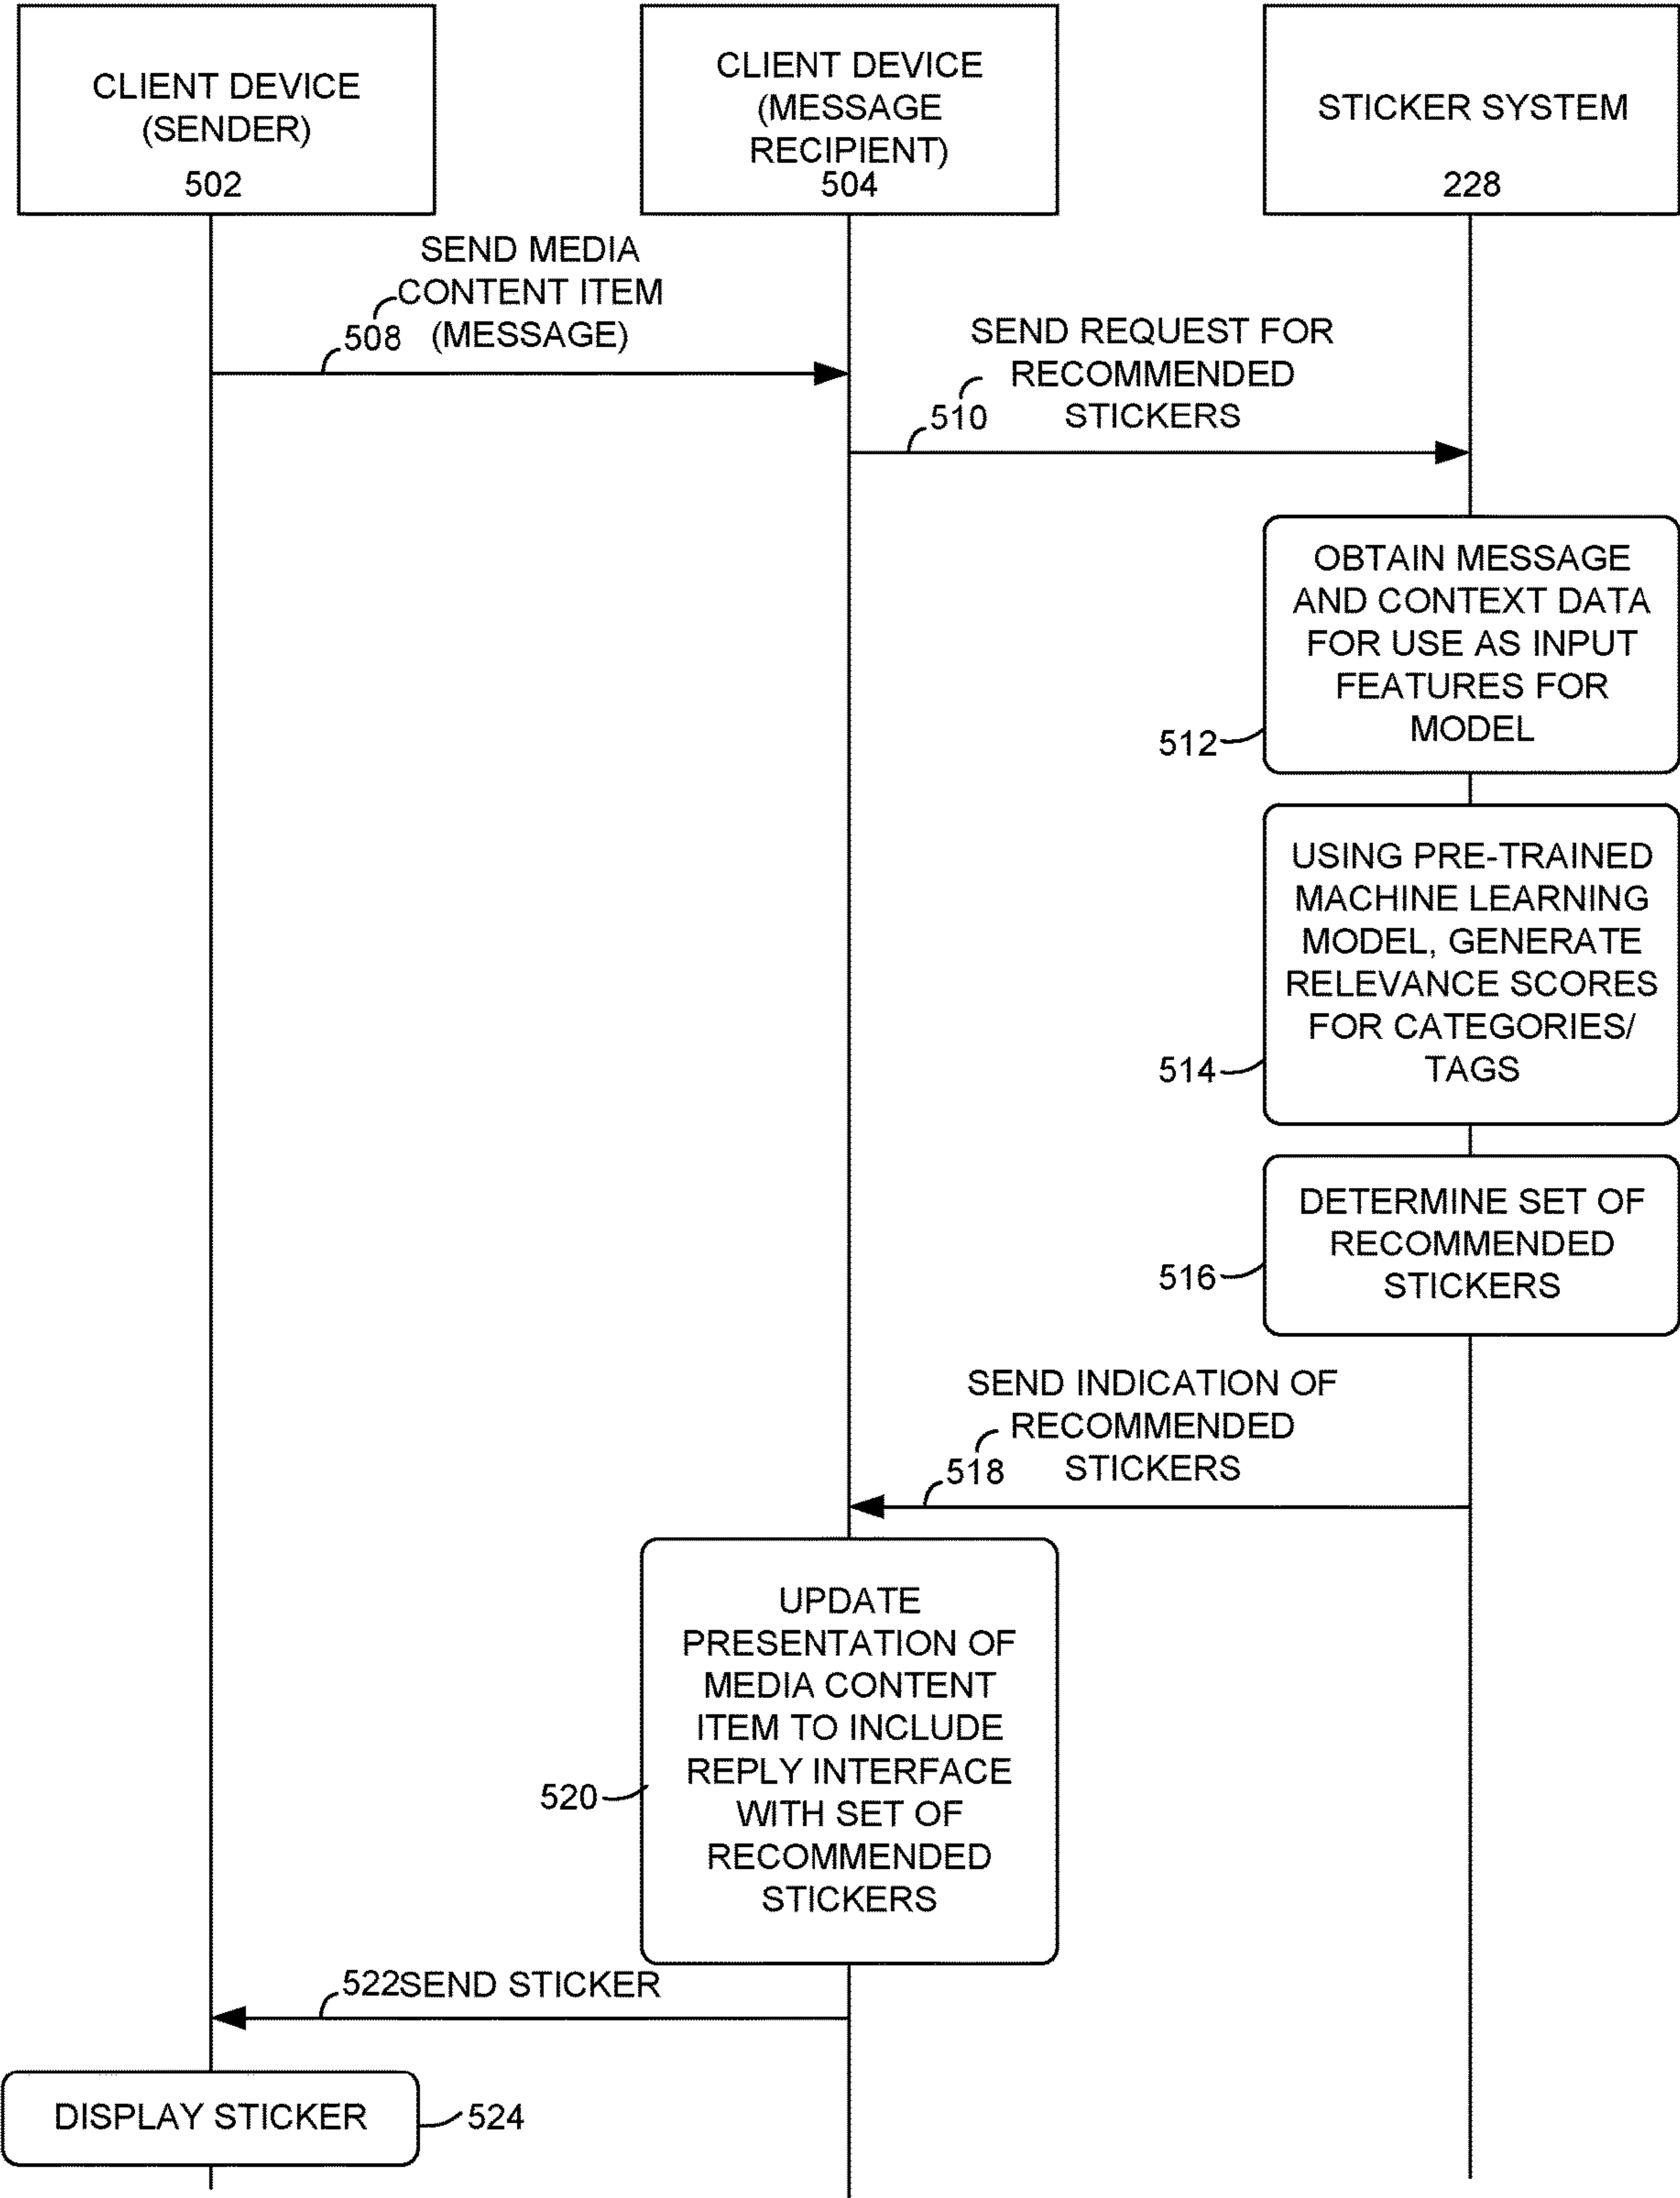 CLIENT DEVICE
(SENDER)
502
CLIENT DEVICE
(MESSAGE
RECIPIENT)
504
STICKER SYSTEM
228
SEND MEDIA
CONTENT ITEM
508 (MESSAGE)
SEND REQUEST FOR
RECOMMENDED
510 STICKERS
OBTAIN MESSAGE
AND CONTEXT DATA
FOR USE AS INPUT
FEATURES FOR
MODEL
512
USING PRE-TRAINED
MACHINE LEARNING
MODEL, GENERATE
RELEVANCE SCORES
FOR CATEGORIES/
TAGS
514
DETERMINE SET OF
RECOMMENDED
STICKERS
516
SEND INDICATION OF
RECOMMENDED
518 STICKERS
UPDATE
PRESENTATION OF
MEDIA CONTENT
ITEM TO INCLUDE
REPLY INTERFACE
WITH SET OF
RECOMMENDED
STICKERS
520
522 SEND STICKER
DISPLAY STICKER
524